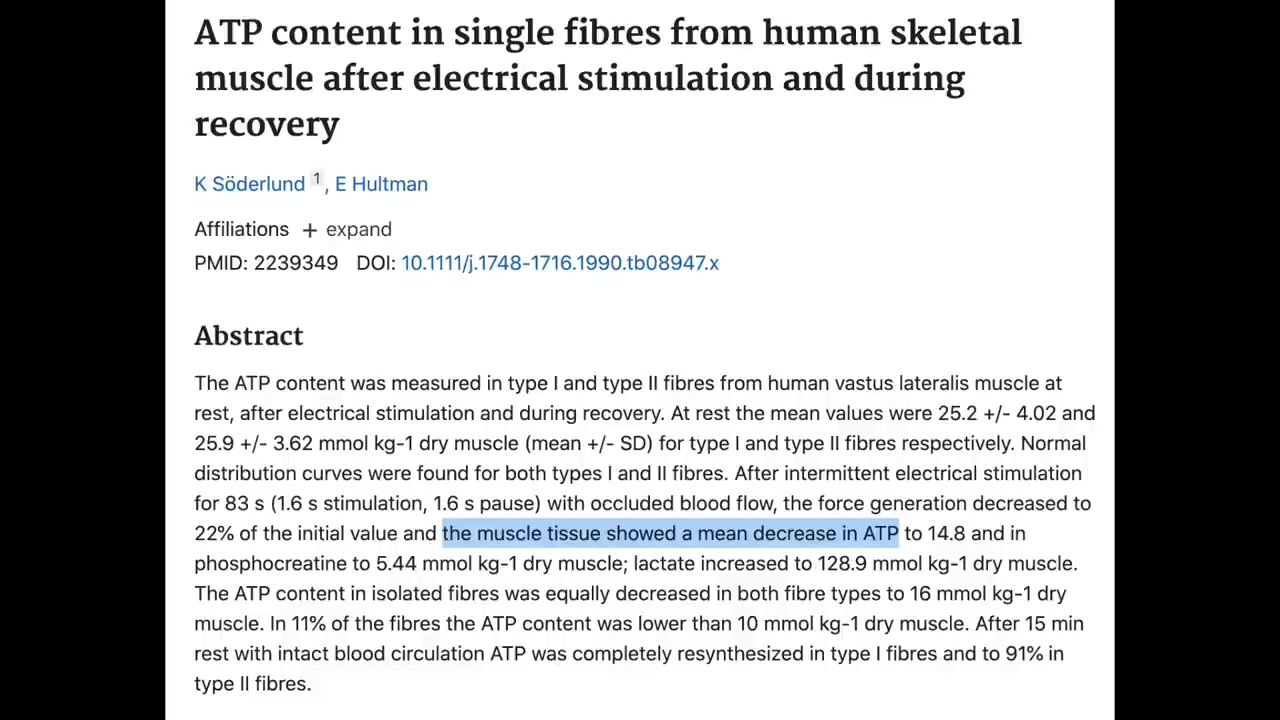 ATP content in single fibres from human skeletal
muscle after electrical stimulation and during
recovery
K Söderlund 1, E Hultman
Affiliations + expand
PMID: 2239349 DOI: 10.1111/j.1748-1716.1990.tb08947.x
Abstract
The ATP content was measured in type I and type II fibres from human vastus lateralis muscle at
rest, after electrical stimulation and during recovery. At rest the mean values were 25.2 +/- 4.02 and
25.9 +/- 3.62 mmol kg-1 dry muscle (mean +/- SD) for type I and type II fibres respectively. Normal
distribution curves were found for both types I and II fibres. After intermittent electrical stimulation
for 83 s (1.6 s stimulation, 1.6 s pause) with occluded blood flow, the force generation decreased to
22% of the initial value and the muscle tissue showed a mean decrease in ATP to 14.8 and in
phosphocreatine to 5.44 mmol kg-1 dry muscle; lactate increased to 128.9 mmol kg-1 dry muscle.
The ATP content in isolated fibres was equally decreased in both fibre types to 16 mmol kg-1 dry
muscle. In 11% of the fibres the ATP content was lower than 10 mmol kg-1 dry muscle. After 15 min
rest with intact blood circulation ATP was completely resynthesized in type I fibres and to 91% in
type II fibres.